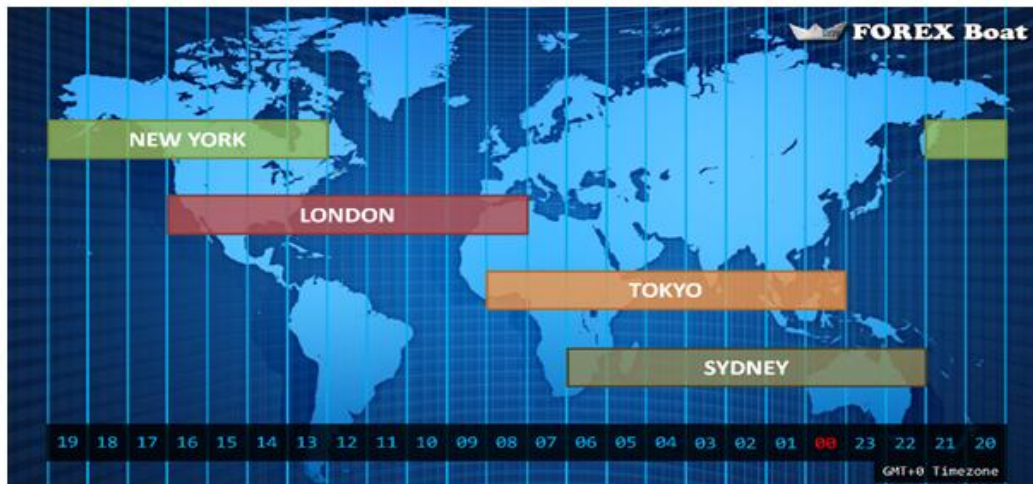 FOREX Boat
NEW YORK
LONDON
TOKYO
SYDNEY
19 18 17 16 15 14 13 12 11 10 09 08 07 06 05 04 03 02 01 00 23 22 21 20
GMT+0 Timezone